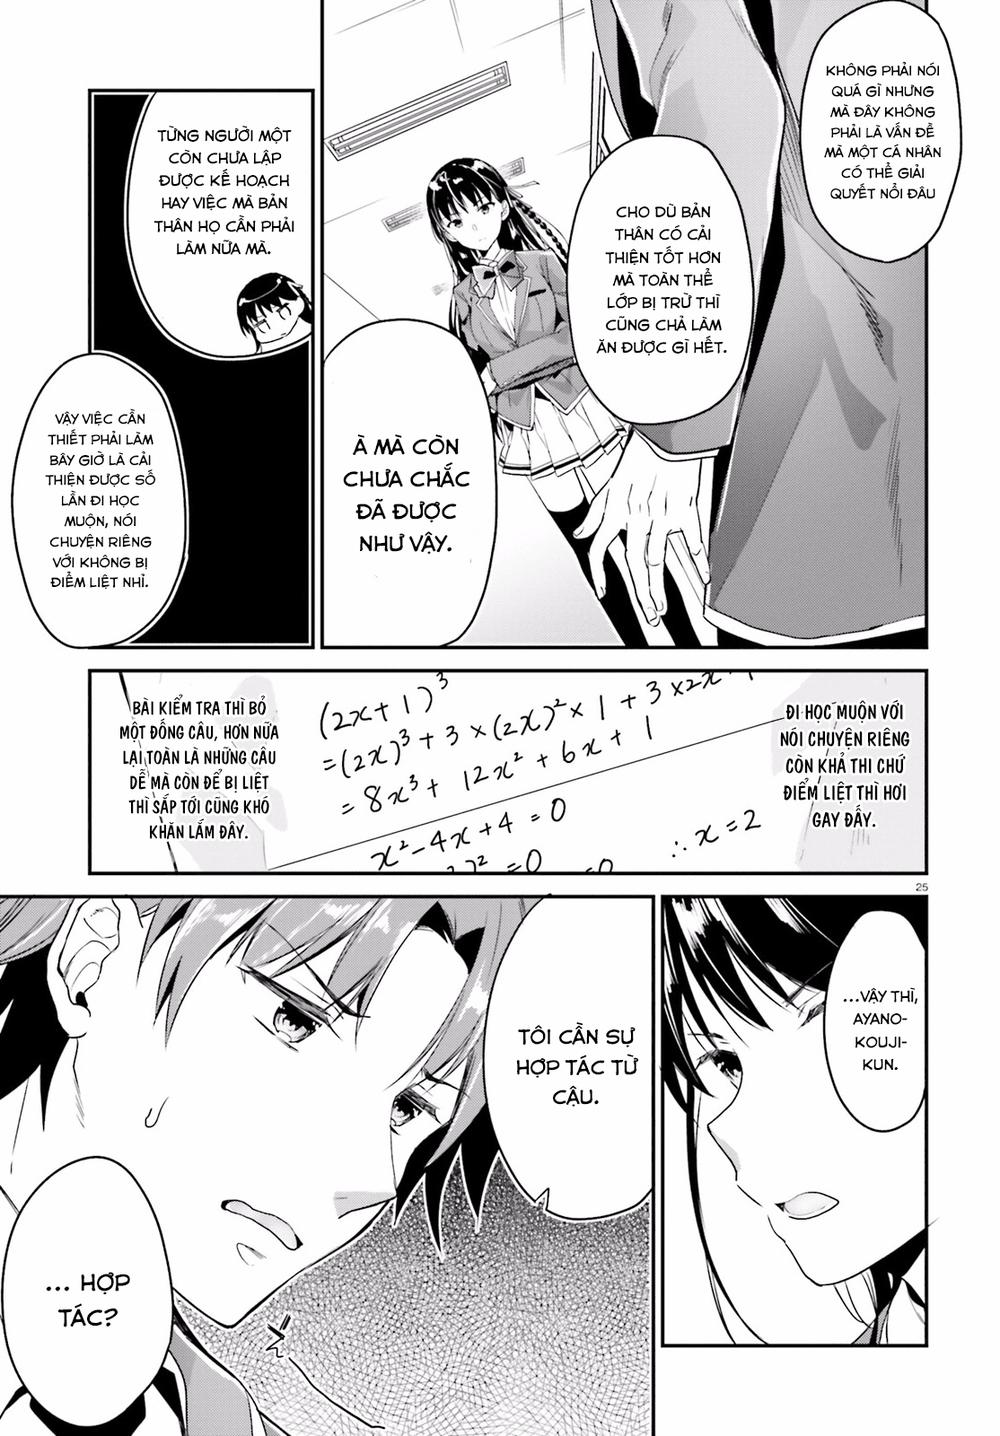 KHÔNG PHẢI NÓI
QUÁ GÌ NHƯNG
MÀ ĐÂY KHÔNG
PHẢI LÀ VẤN ĐỀ
MÀ MỘT CÁ NHÂN
CÓ THỂ GIẢI
QUYẾT NỔI ĐÂU
CHO DÙ BẢN
THÂN CÓ CẢI
THIỆN TỐT HƠN
MÀ TOÀN THỂ
LỚP BỊ TRỪ THÌ
CŨNG CHẢ LÀM
ĂN ĐƯỢC GÌ HẾT.
À MÀ CÒN
CHƯA CHẮC
ĐÃ ĐƯỢC
NHƯ VẬY.
TỪNG NGƯỜI MỘT
CÒN CHƯA LẬP
ĐƯỢC KẾ HOẠCH
HAY VIỆC MÀ BẢN
THÂN HỌ CẦN PHẢI
LÀM NỮA MÀ.
VẬY VIỆC CẦN
THIẾT PHẢI LÀM
BÂY GIỜ LÀ CẢI
THIỆN ĐƯỢC SỐ
LẦN ĐI HỌC
MUỘN, NÓI
CHUYỆN RIÊNG
VỚI KHÔNG BỊ
ĐIỂM LIỆT NHỈ.
ĐI HỌC MUỘN VỚI
NÓI CHUYỆN RIÊNG
CÒN KHẢ THI CHỨ
ĐIỂM LIỆT THÌ HƠI
GAY ĐẤY.
(2x+1)³
=(2x)³+3×(2x)²×1+3×2x
=8x³+12x²+6x+1
x²-4x+4=0
)²=0
=0
∴x=2
BÀI KIỂM TRA THÌ BỎ
MỘT ĐỐNG CÂU, HƠN NỮA
LẠI TOÀN LÀ NHỮNG CÂU
DỄ MÀ CÒN ĐỂ BỊ LIỆT
THÌ SẮP TỚI CŨNG KHÓ
KHĂN LẮM ĐÂY.
25
...VẬY THÌ,
AYANO-
KOUJI-
KUN.
TÔI CẦN SỰ
HỢP TÁC TỪ
CẬU.
... HỢP
TÁC?